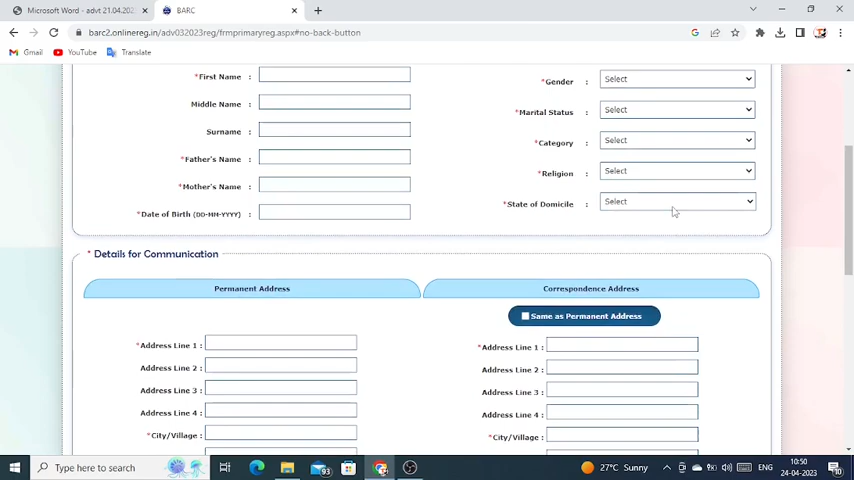 Microsoft Word - advt 21.04.202
BARC
barc2.onlinereg.in/adv032023reg/frmprimaryreg.aspx#no-back-button
Gmail YouTube Translate
*First Name :
Middle Name :
Surname :
*Father's Name :
*Mother's Name :
*Date of Birth (DD-MM-YYYY) :
*Gender : Select
*Marital Status : Select
*Category : Select
*Religion : Select
*State of Domicile : Select
* Details for Communication
Permanent Address
Correspondence Address
Same as Permanent Address
*Address Line 1 :
Address Line 2 :
Address Line 3 :
Address Line 4 :
*City/Village :
*Address Line 1 :
Address Line 2 :
Address Line 3 :
Address Line 4 :
*City/Village :
Type here to search
93
27°C Sunny
ENG
10:50
24-04-2023
10